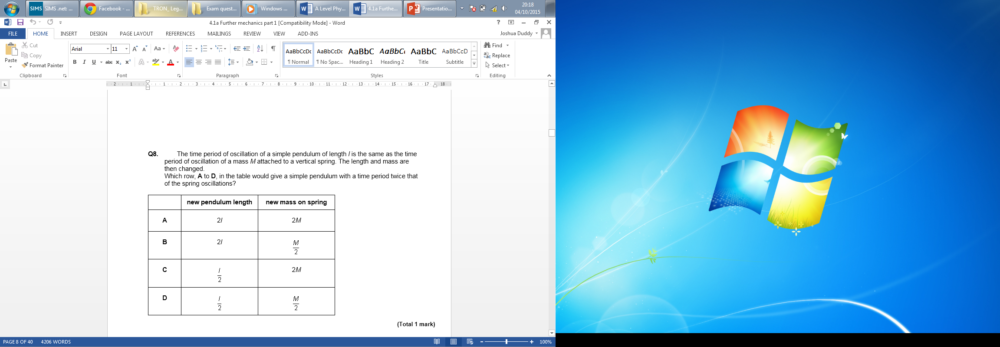 SIMS SIMS .net: ... Facebook - ... TRON_ Leg... Exam quest... Windows ... A Level Phy... 4.1a Furthe... Presentatio... 20:18
04/10/2015
4.1a Further mechanics part 1 [Compatibility Mode] - Word
FILE HOME INSERT DESIGN PAGE LAYOUT REFERENCES MAILINGS REVIEW VIEW ADD-INS Joshua Duddy
Paste Cut Copy Format Painter
Arial 11 Aa
B I U abc x₂ x² A ab A
AaBbCcDc AaBbCcDc AaBbC AaBbCc AaBbC AaBbCcD
¶ Normal ¶ No Spac... Heading 1 Heading 2 Title Subtitle
Find
Replace
Select
Clipboard Font Paragraph Styles Editing
2 1 1 2 3 4 5 6 7 8 9 10 11 12 13 14 15 16 17 18
Q8. The time period of oscillation of a simple pendulum of length l is the same as the time
period of oscillation of a mass M attached to a vertical spring. The length and mass are
then changed.
Which row, A to D, in the table would give a simple pendulum with a time period twice that
of the spring oscillations?
new pendulum length new mass on spring
A 2l 2M
B 2l M/2
C l/2 2M
D l/2 M/2
(Total 1 mark)
PAGE 8 OF 40 4206 WORDS 100%